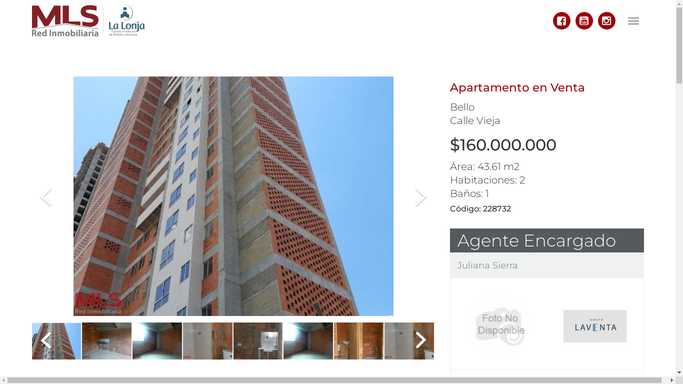 MLS
Red Inmobiliaria
La Lonja
Apartamento en Venta
Bello
Calle Vieja
$160.000.000
Área: 43.61 m2
Habitaciones: 2
Baños: 1
Código: 228732
MLS
Red Inmobiliaria
Agente Encargado
Juliana Sierra
Foto No
Disponible
LAVENTA